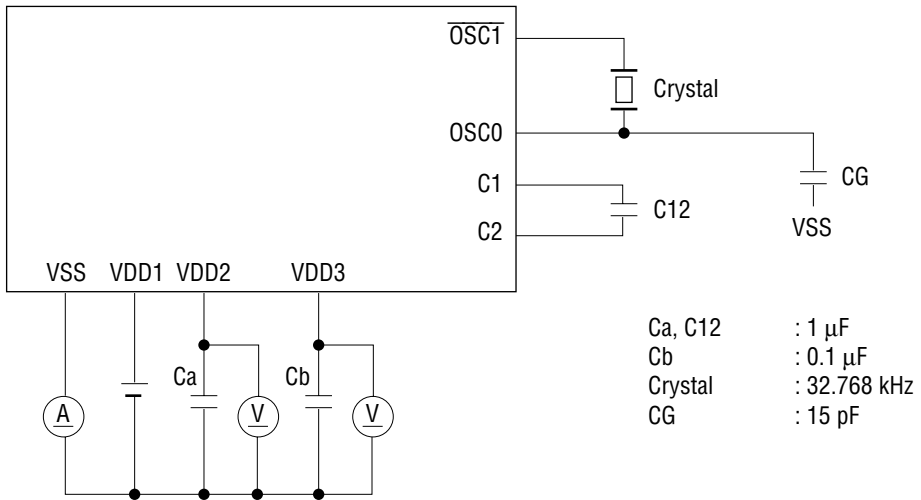 OSC1
Crystal
OSC0
CG
C1
C12
C2
VSS
VSS VDD1 VDD2 VDD3
Ca, C12 : 1 μF
Cb : 0.1 μF
Crystal : 32.768 kHz
CG : 15 pF
Ca
Cb
A V V